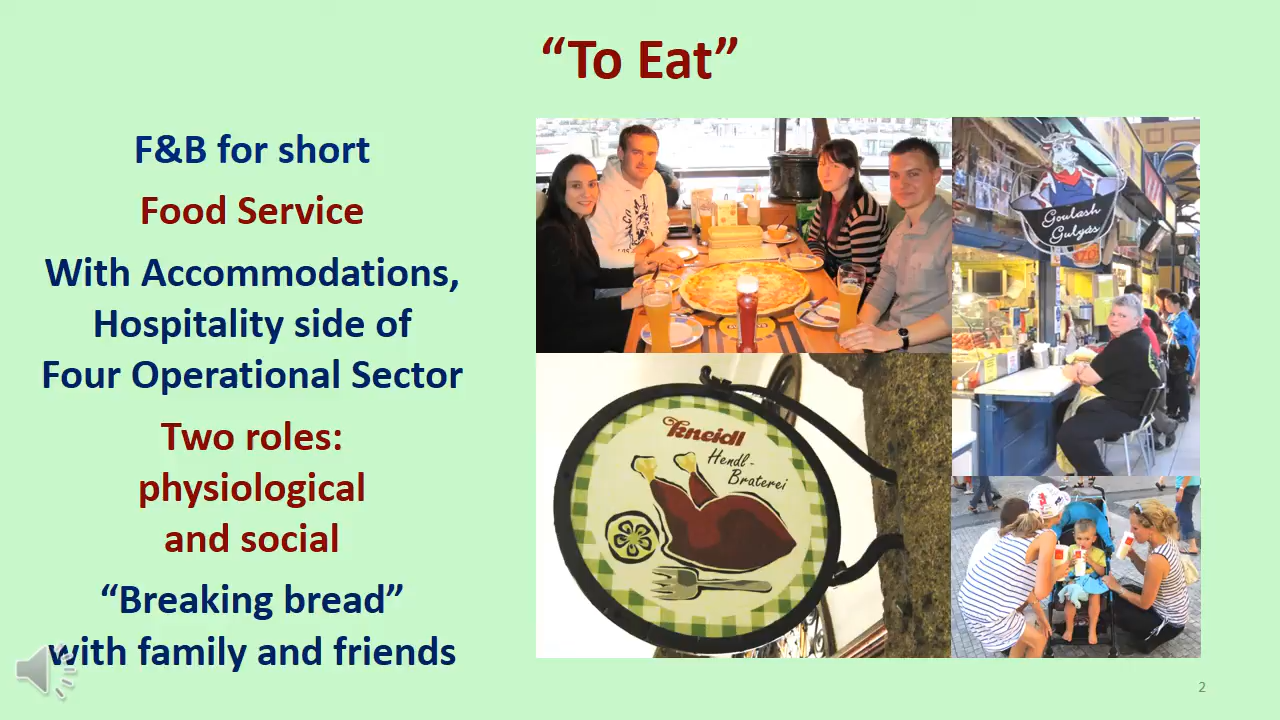 “To Eat”
F&B for short
Food Service
With Accommodations,
Hospitality side of
Four Operational Sector
Two roles:
physiological
and social
“Breaking bread”
with family and friends
Goulash
Gulyás
Kneidl
Hendl-
Braterei
2